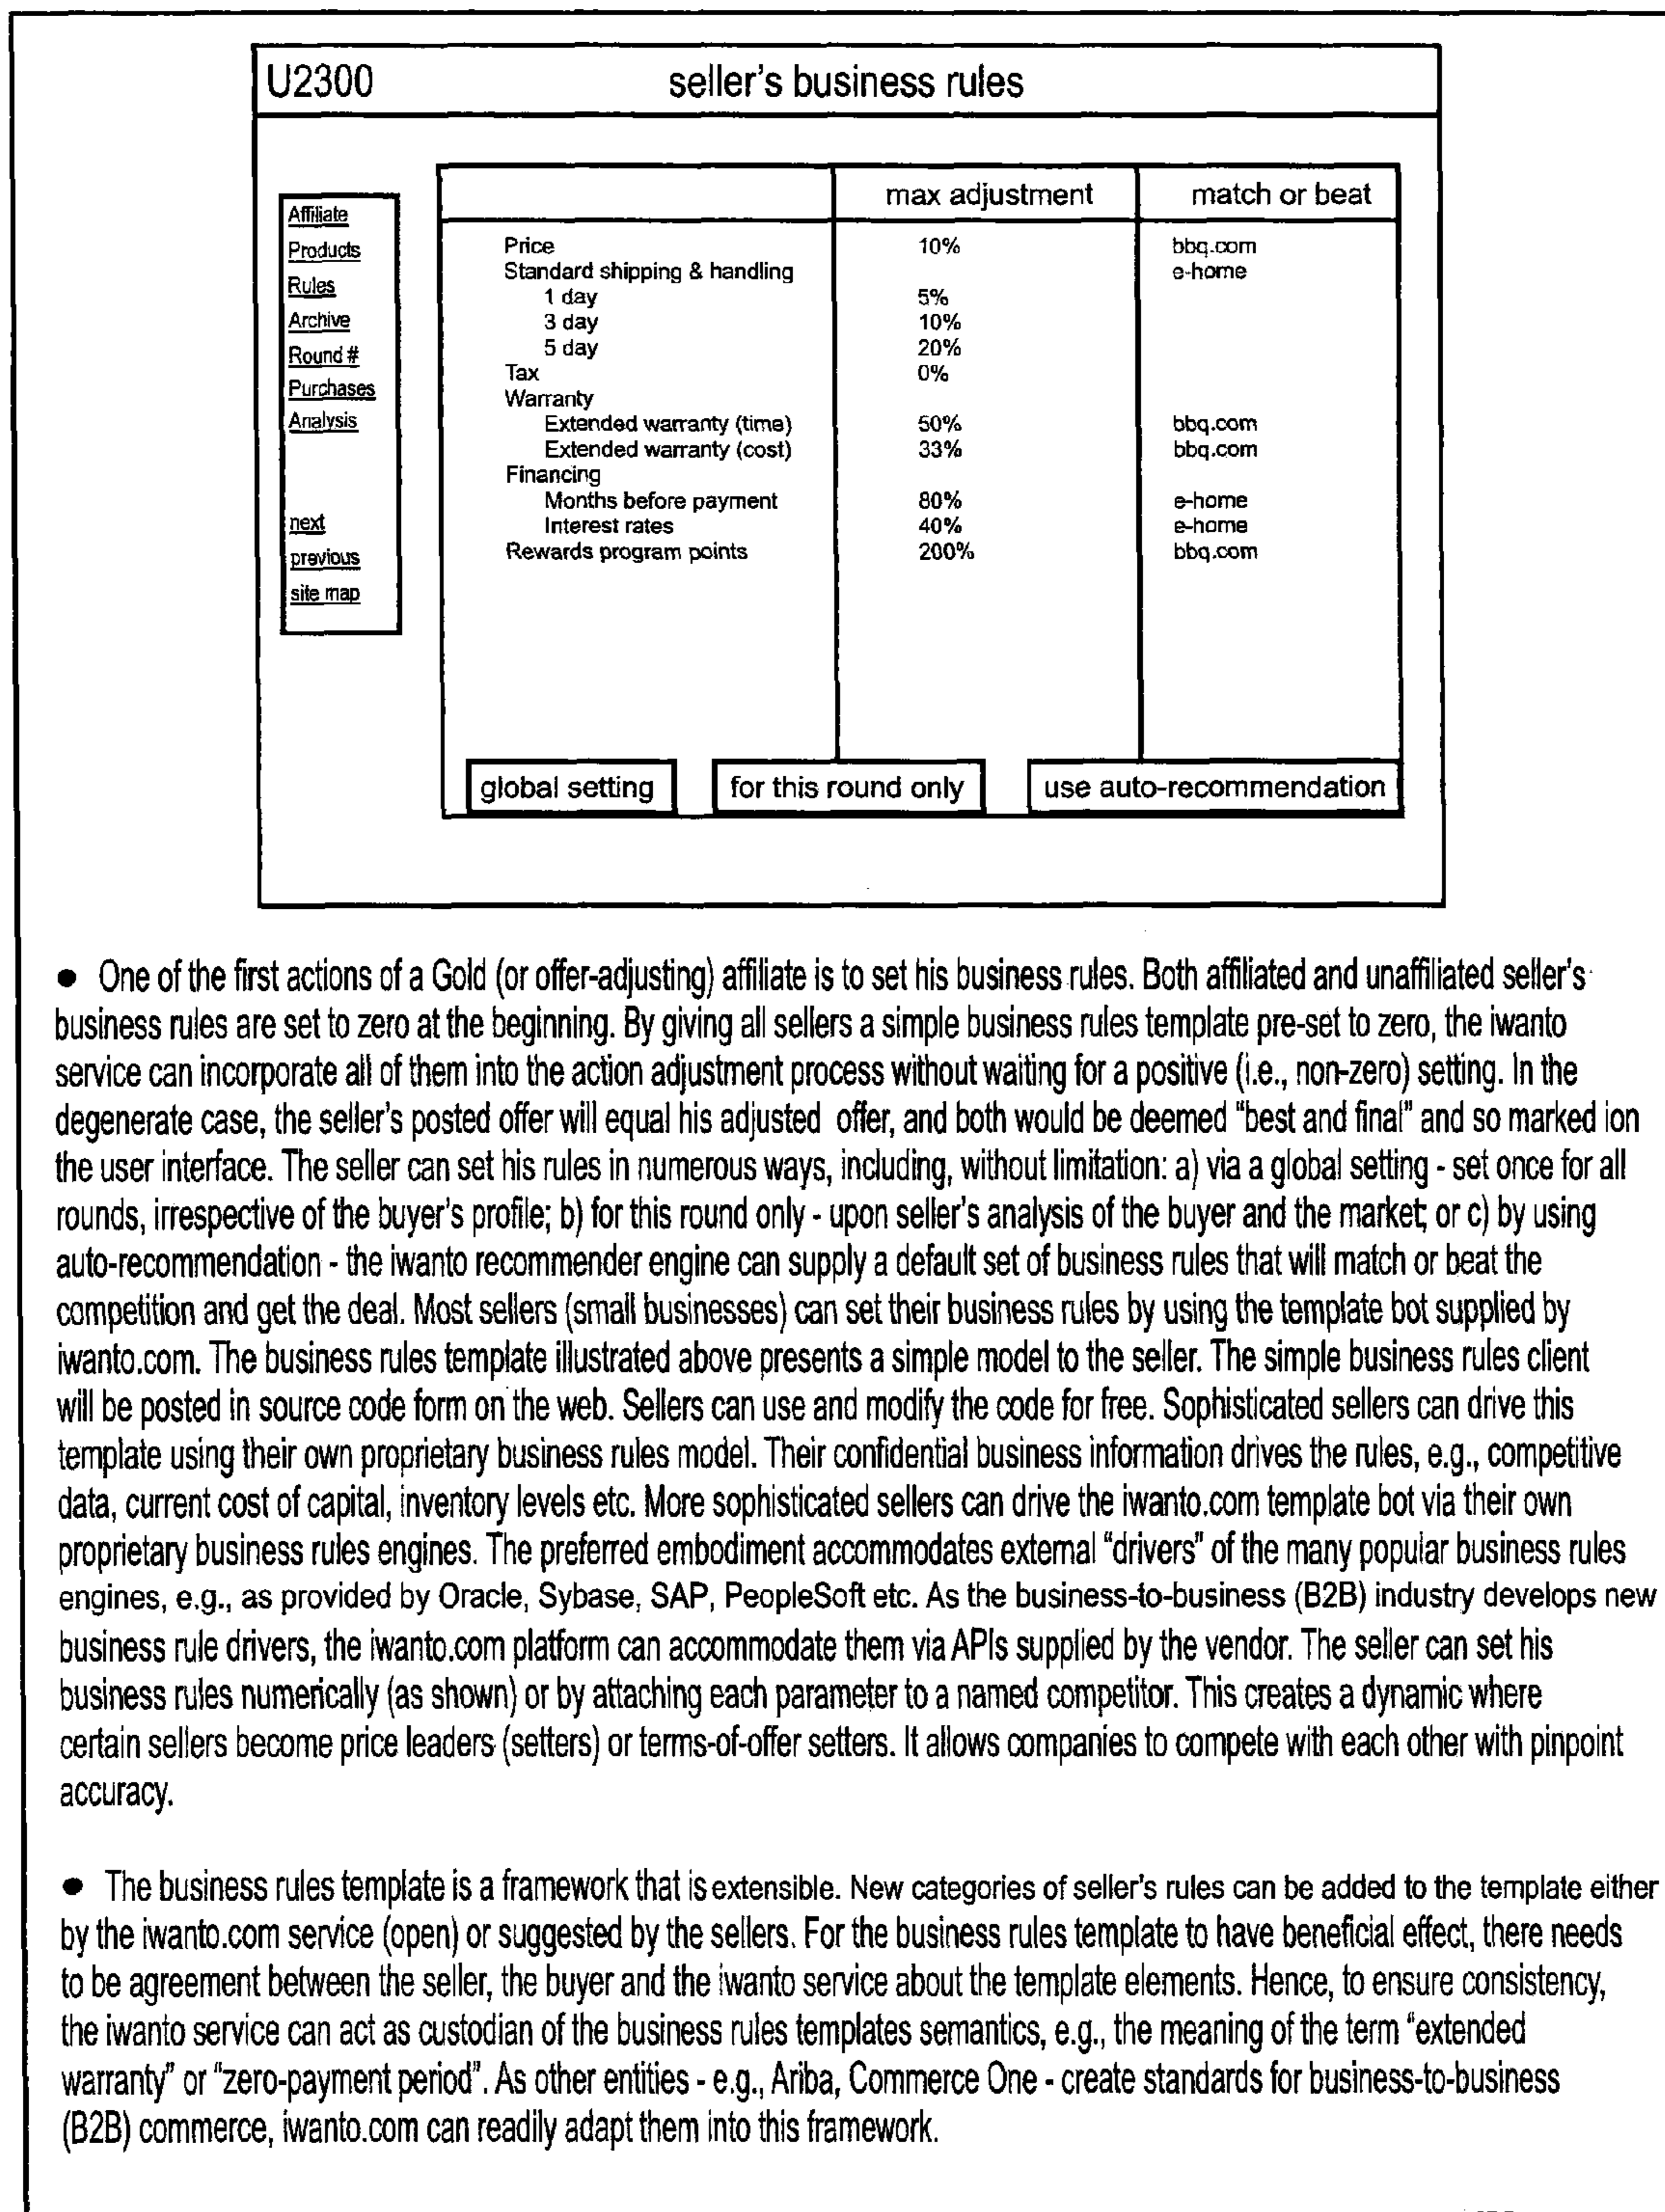 U2300 seller's business rules
Affiliate
Products
Rules
Archive
Round #
Purchases
Analysis
next
previous
site map
max adjustment match or beat
Price 10% bbq.com
Standard shipping & handling e-home
1 day 5%
3 day 10%
5 day 20%
Tax 0%
Warranty
Extended warranty (time) 50% bbq.com
Extended warranty (cost) 33% bbq.com
Financing
Months before payment 80% e-home
Interest rates 40% e-home
Rewards program points 200% bbq.com
global setting for this round only use auto-recommendation
• One of the first actions of a Gold (or offer-adjusting) affiliate is to set his business rules. Both affiliated and unaffiliated seller's
business rules are set to zero at the beginning. By giving all sellers a simple business rules template pre-set to zero, the iwanto
service can incorporate all of them into the action adjustment process without waiting for a positive (i.e., non-zero) setting. In the
degenerate case, the seller's posted offer will equal his adjusted offer, and both would be deemed "best and final" and so marked ion
the user interface. The seller can set his rules in numerous ways, including, without limitation: a) via a global setting - set once for all
rounds, irrespective of the buyer's profile; b) for this round only - upon seller's analysis of the buyer and the market; or c) by using
auto-recommendation - the iwanto recommender engine can supply a default set of business rules that will match or beat the
competition and get the deal. Most sellers (small businesses) can set their business rules by using the template bot supplied by
iwanto.com. The business rules template illustrated above presents a simple model to the seller. The simple business rules client
will be posted in source code form on the web. Sellers can use and modify the code for free. Sophisticated sellers can drive this
template using their own proprietary business rules model. Their confidential business information drives the rules, e.g., competitive
data, current cost of capital, inventory levels etc. More sophisticated sellers can drive the iwanto.com template bot via their own
proprietary business rules engines. The preferred embodiment accommodates external "drivers" of the many popular business rules
engines, e.g., as provided by Oracle, Sybase, SAP, PeopleSoft etc. As the business-to-business (B2B) industry develops new
business rule drivers, the iwanto.com platform can accommodate them via APIs supplied by the vendor. The seller can set his
business rules numerically (as shown) or by attaching each parameter to a named competitor. This creates a dynamic where
certain sellers become price leaders (setters) or terms-of-offer setters. It allows companies to compete with each other with pinpoint
accuracy.
• The business rules template is a framework that is extensible. New categories of seller's rules can be added to the template either
by the iwanto.com service (open) or suggested by the sellers. For the business rules template to have beneficial effect, there needs
to be agreement between the seller, the buyer and the iwanto service about the template elements. Hence, to ensure consistency,
the iwanto service can act as custodian of the business rules templates semantics, e.g., the meaning of the term "extended
warranty" or "zero-payment period". As other entities - e.g., Ariba, Commerce One - create standards for business-to-business
(B2B) commerce, iwanto.com can readily adapt them into this framework.